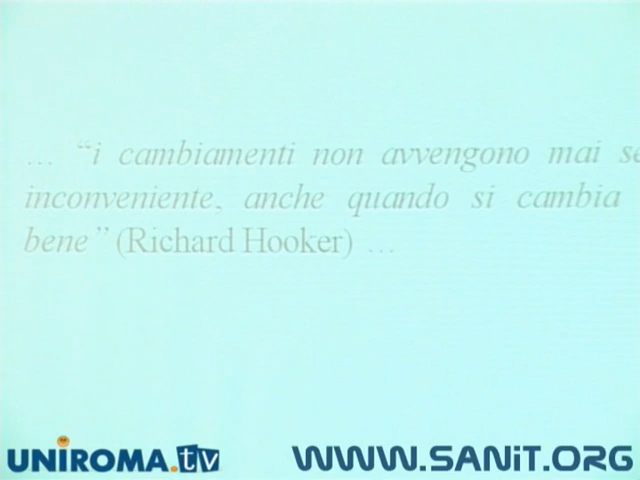 ... “i cambiamenti non avvengono mai se
inconveniente, anche quando si cambia
bene” (Richard Hooker) ...
UNIROMA.tv
WWW.SANiT.ORG